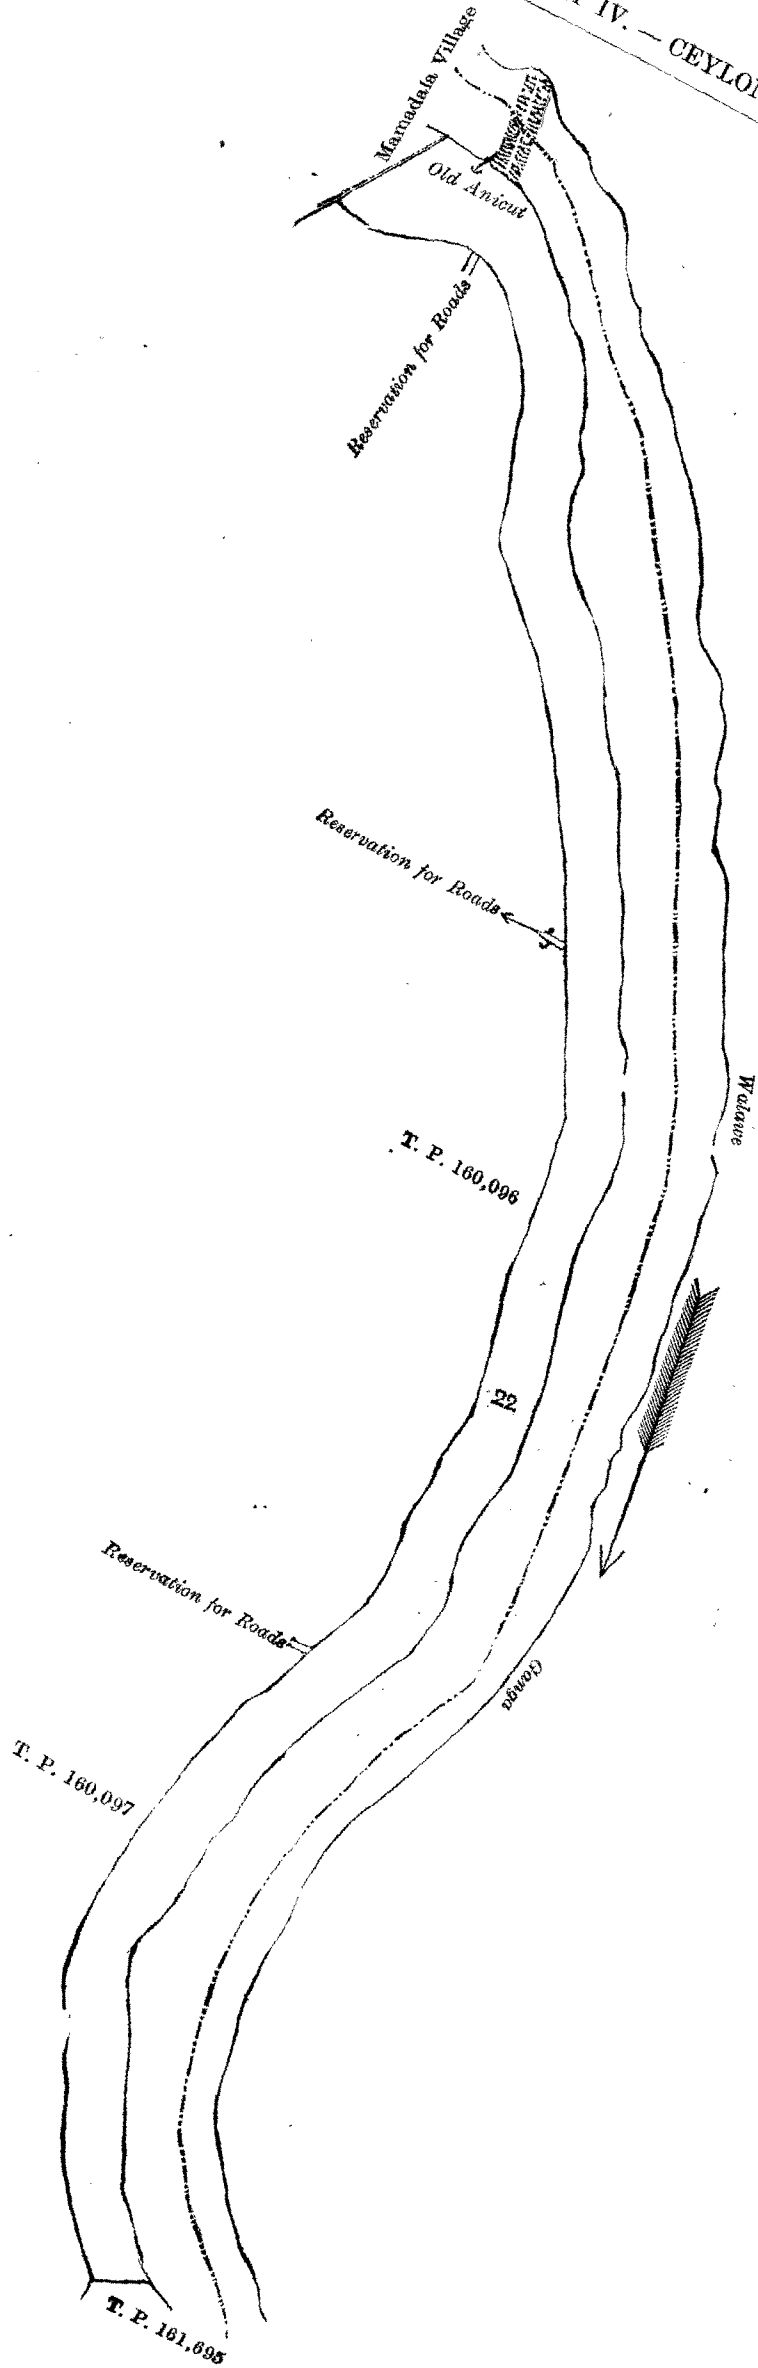 IV. — CEYLON
Mamadala Village
Old Anicut
Reservation for Roads
Reservation for Roads
Walawe
T. P. 160,096
22
Reservation for Roads
Ganga
T. P. 160,097
T. P. 161,695